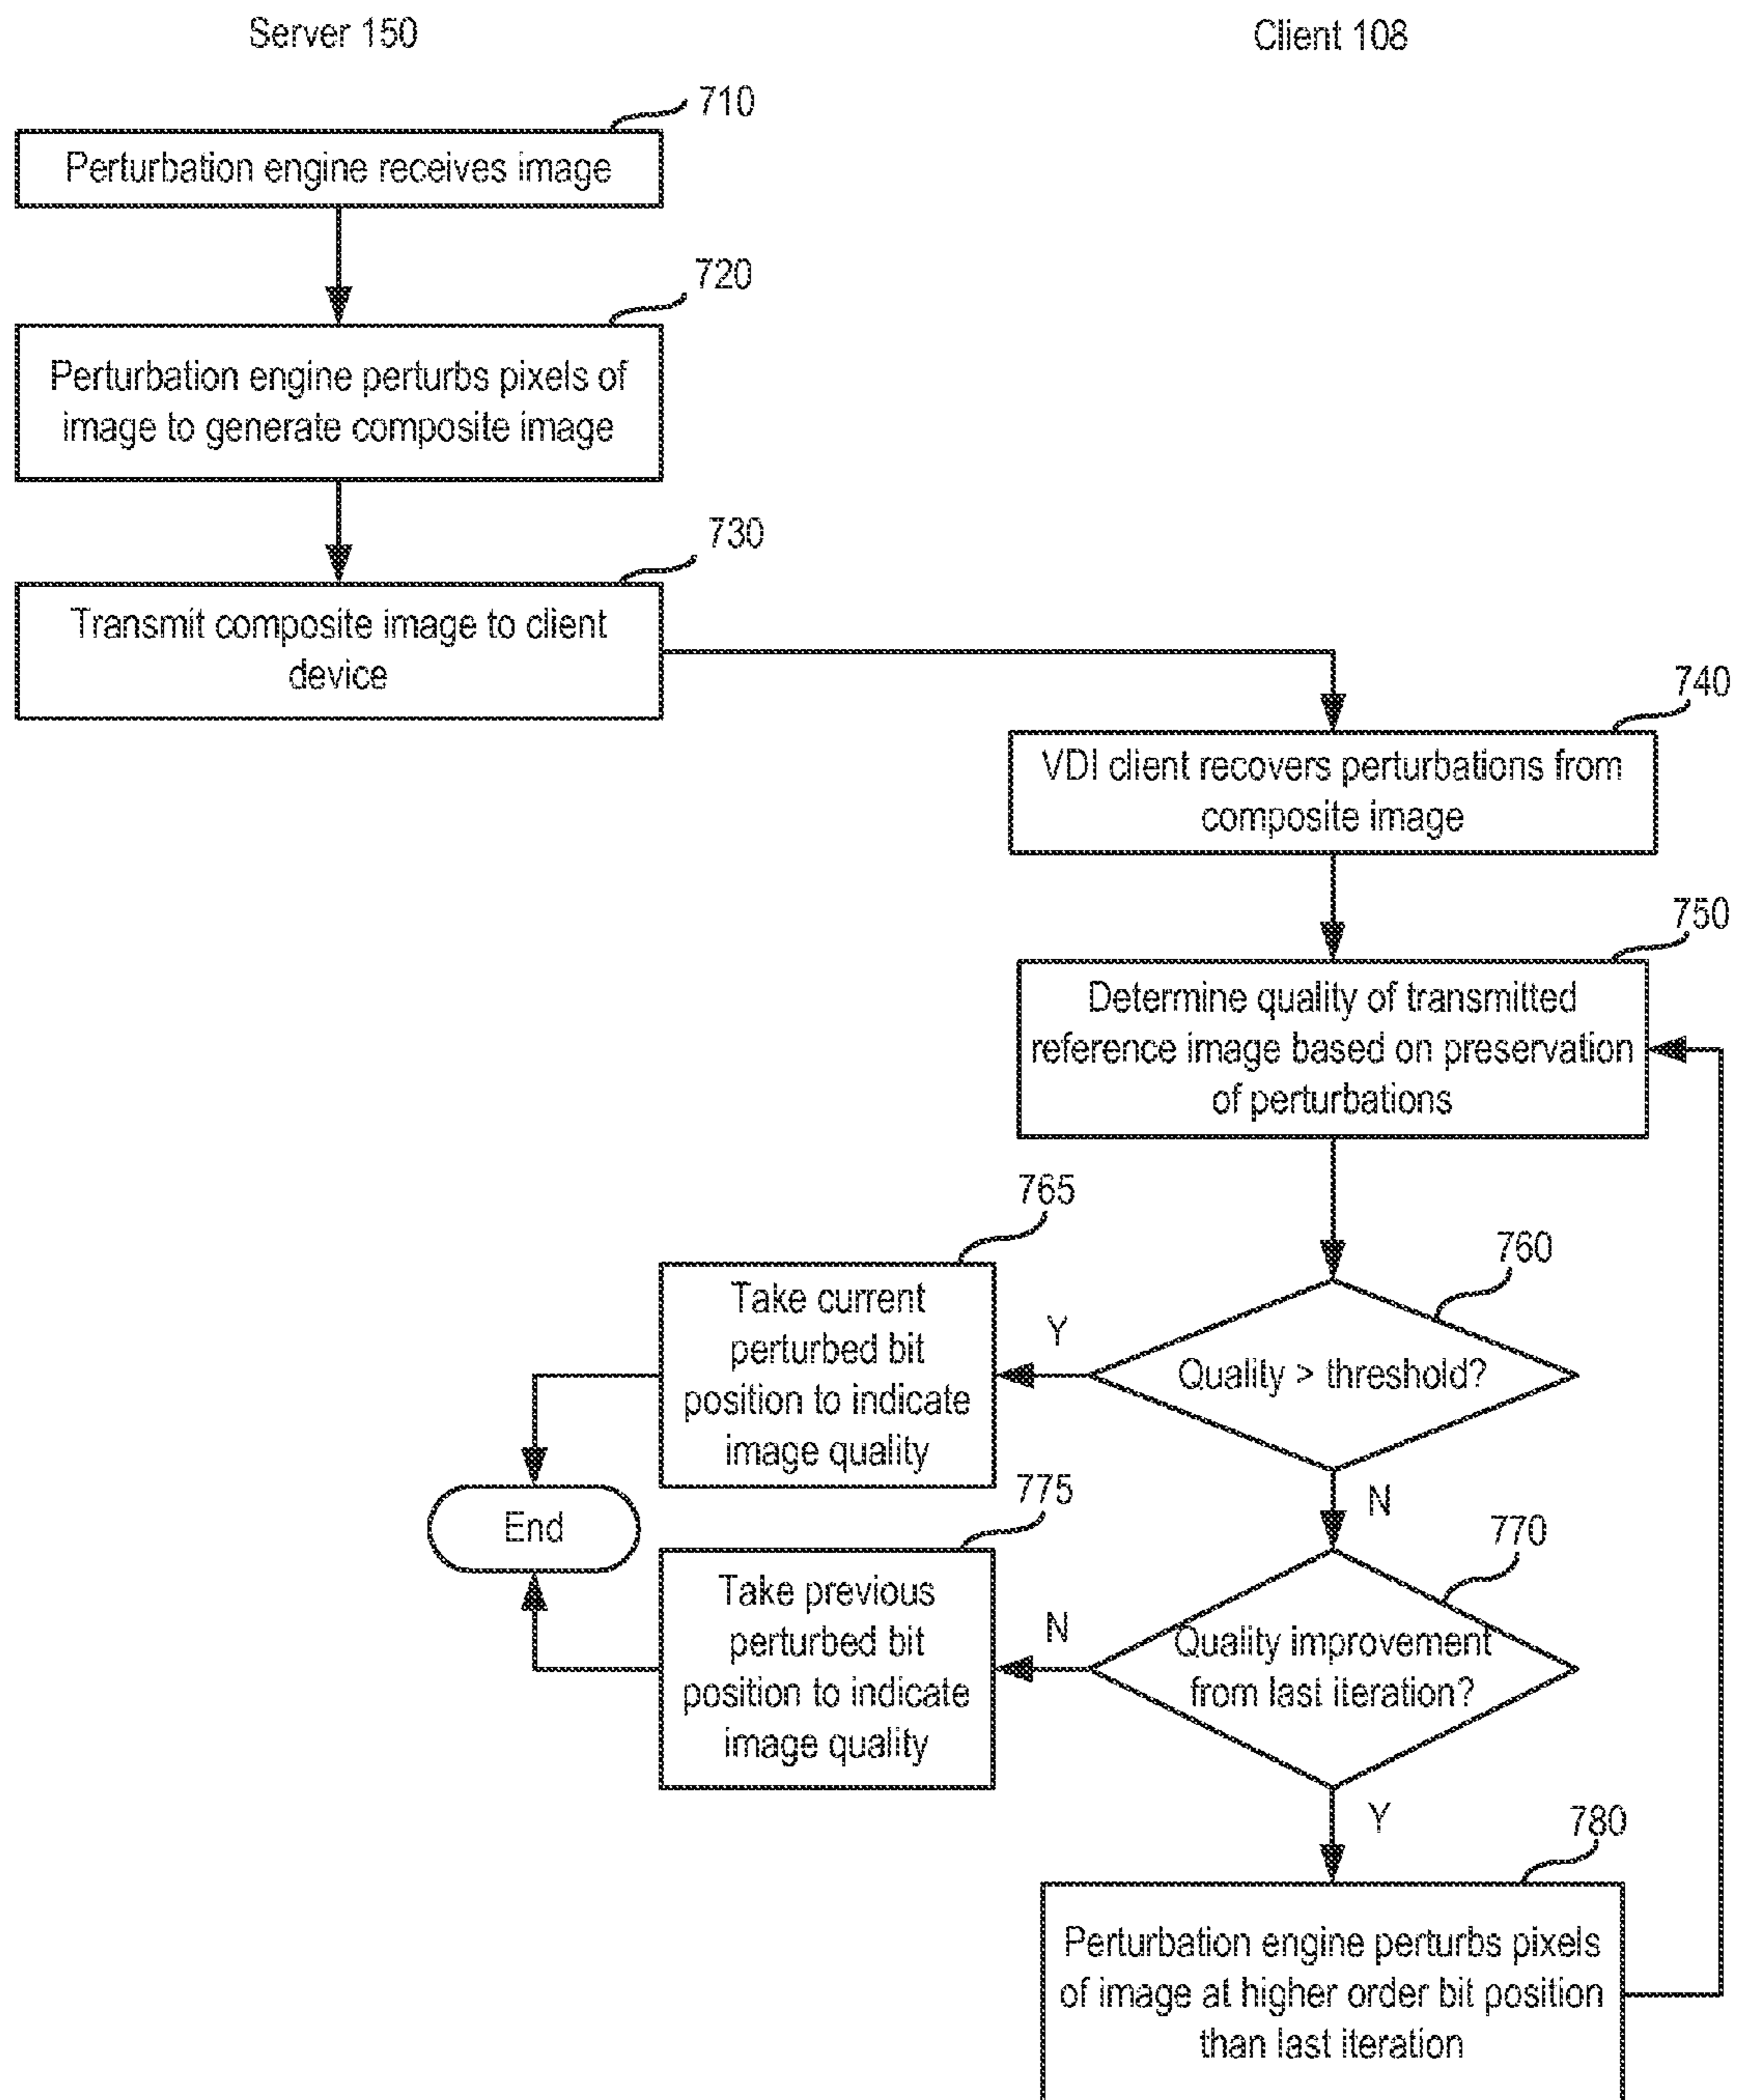 Server 150
Client 108
710
Perturbation engine receives image
720
Perturbation engine perturbs pixels of
image to generate composite image
730
Transmit composite image to client
device
740
VDI client recovers perturbations from
composite image
750
Determine quality of transmitted
reference image based on preservation
of perturbations
765
Take current
perturbed bit
position to indicate
image quality
760
Y
Quality > threshold?
N
End
775
Take previous
perturbed bit
position to indicate
image quality
770
N
Quality improvement
from last iteration?
Y
780
Perturbation engine perturbs pixels
of image at higher order bit position
than last iteration